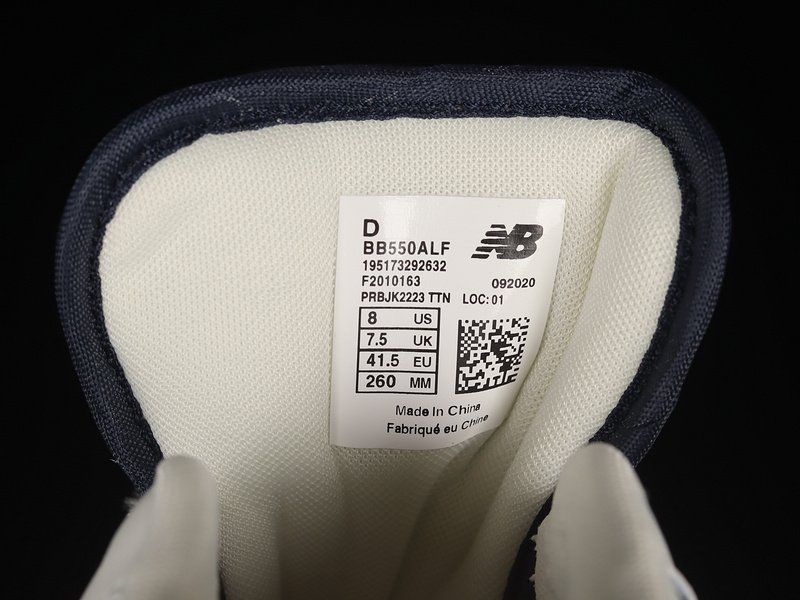 D
BB550ALF
NB
195173292632
F2010163 092020
PRBJK2223 TTN LOC: 01
8 US
7.5 UK
41.5 EU
260 MM
Made In China
Fabriqué eu Chine